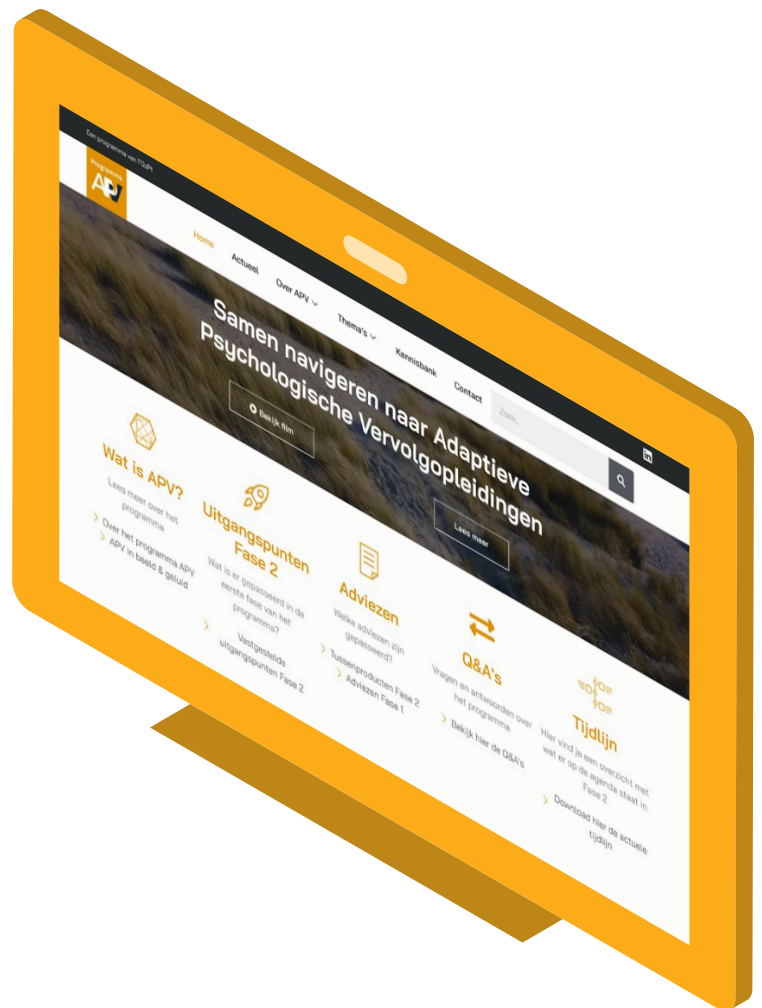 Een programma van P3aPt
Programma
APV
Home
Actueel
Over APV
Thema's
Kennisbank
Contact
Zoek...
in
Samen navigeren naar Adaptieve
Psychologische Vervolgopleidingen
Bekijk film
Lees meer
Wat is APV?
Lees meer over het
programma
Over het programma APV
APV in beeld & geluid
Uitgangspunten
Fase 2
Wat is er gepasseerd in de
eerste fase van het
programma?
Vastgestelde
uitgangspunten Fase 2
Adviezen
Welke adviezen zijn
gepasseerd?
Tussenproducten Fase 2
Adviezen Fase 1
Q&A's
Vragen en antwoorden over
het programma
Bekijk hier de Q&A's
Tijdlijn
Hier vind je een overzicht met
wat er op de agenda staat in
Fase 2
Download hier de actuele
tijdlijn